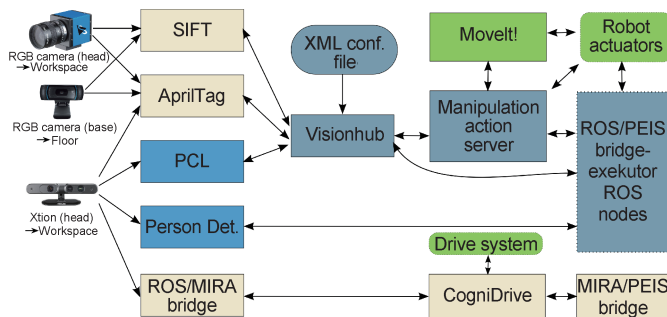 RGB camera (head)
→Workspace
RGB camera (base)
→Floor
Xtion (head)
→Workspace
SIFT
AprilTag
PCL
Person Det.
ROS/MIRA
bridge
XML conf.
file
Visionhub
MoveIt!
Manipulation
action
server
Drive system
CogniDrive
Robot
actuators
ROS/PEIS
bridge-
exekutor
ROS
nodes
MIRA/PEIS
bridge